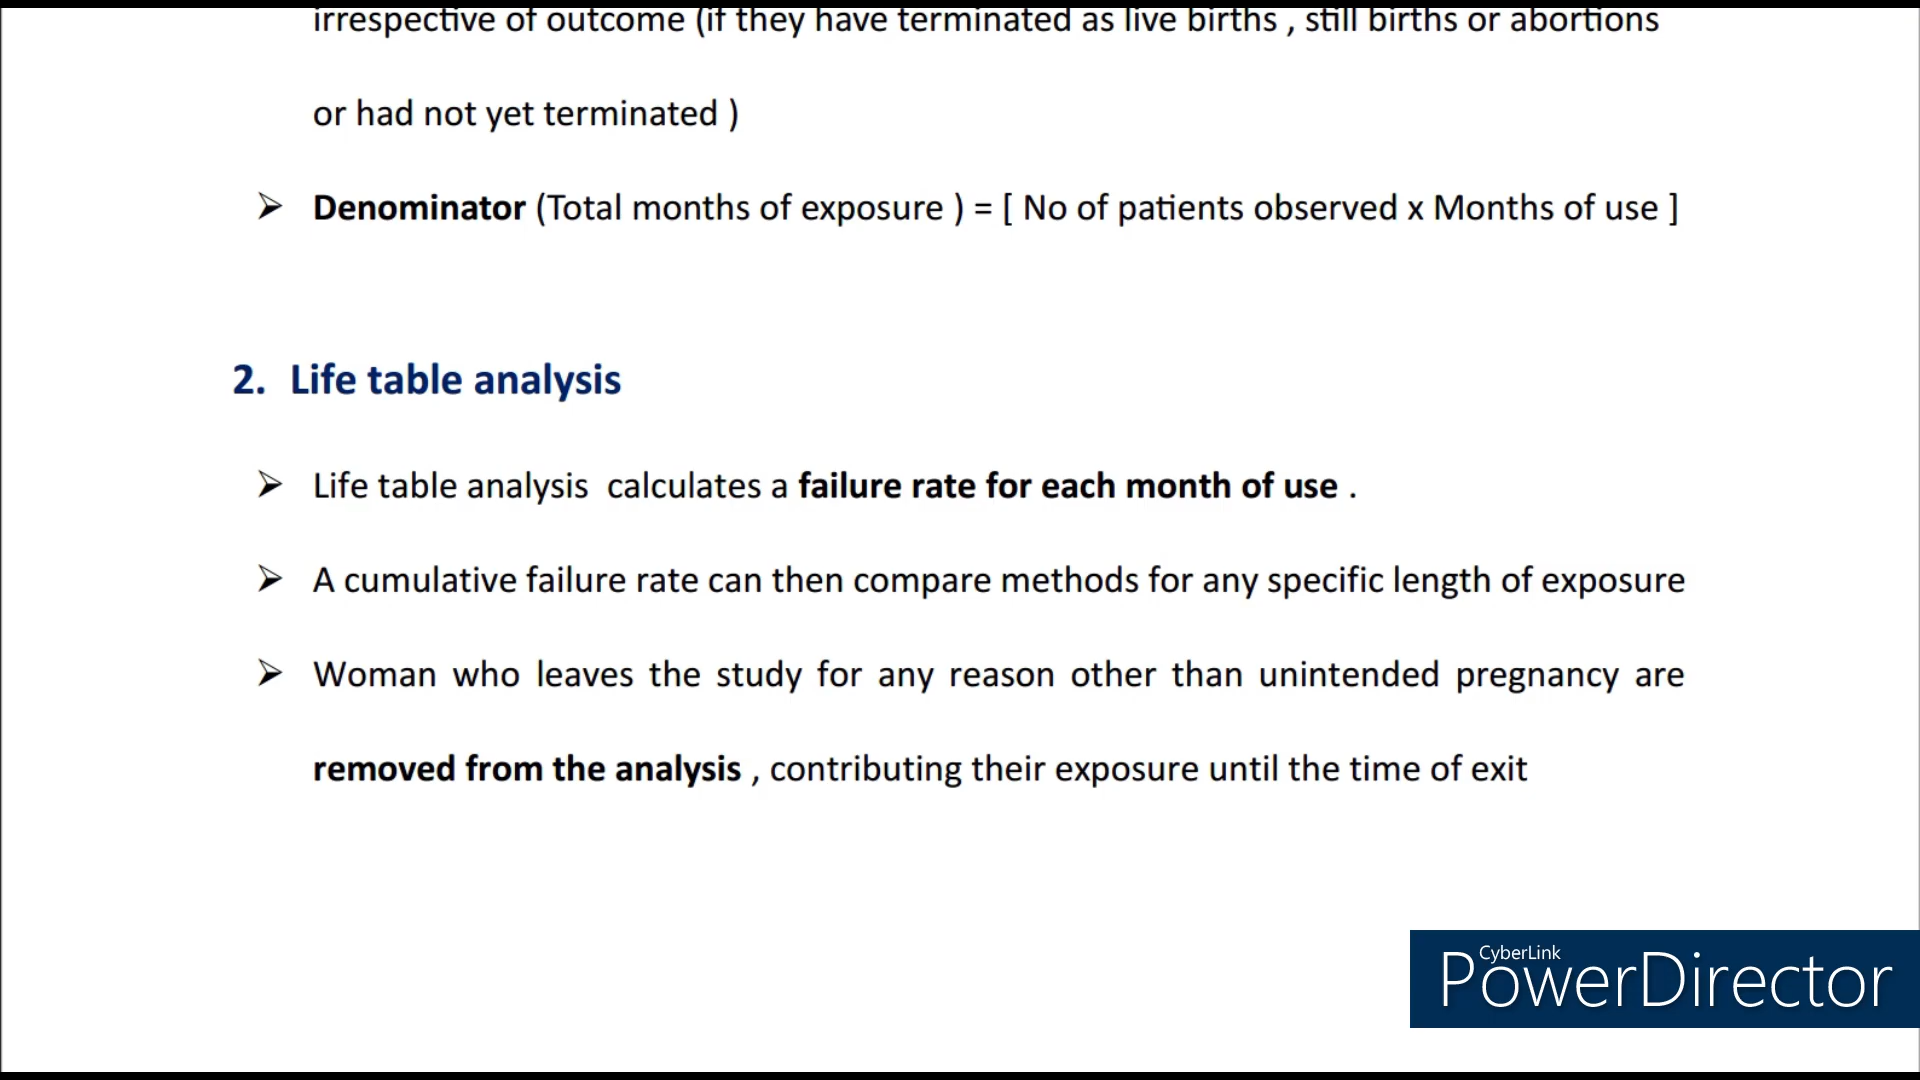 irrespective of outcome (if they have terminated as live births , still births or abortions
or had not yet terminated )
➢ Denominator (Total months of exposure ) = [ No of patients observed x Months of use ]
2. Life table analysis
➢ Life table analysis  calculates a failure rate for each month of use .
➢ A cumulative failure rate can then compare methods for any specific length of exposure
➢ Woman who leaves the study for any reason other than unintended pregnancy are
removed from the analysis , contributing their exposure until the time of exit
CyberLink
PowerDirector